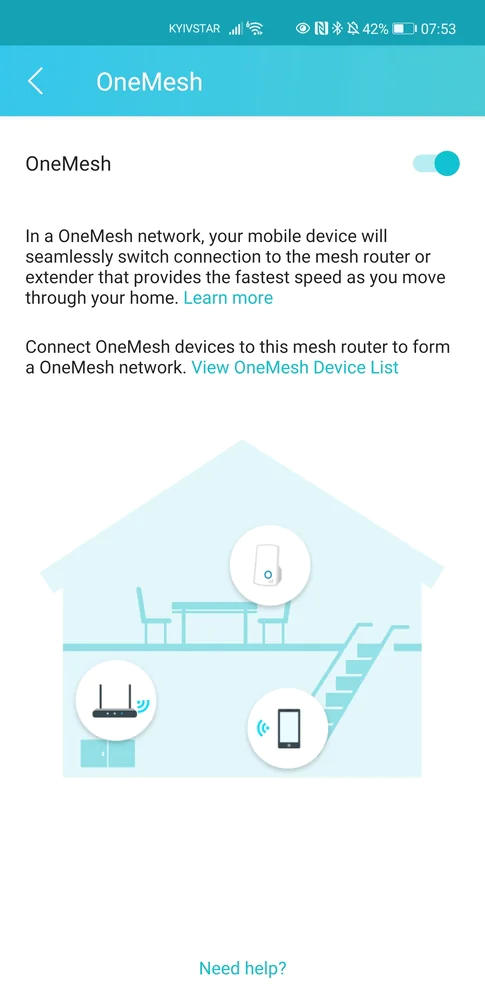 KYIVSTAR 42% 07:53
OneMesh
OneMesh
In a OneMesh network, your mobile device will
seamlessly switch connection to the mesh router or
extender that provides the fastest speed as you move
through your home. Learn more
Connect OneMesh devices to this mesh router to form
a OneMesh network. View OneMesh Device List
Need help?